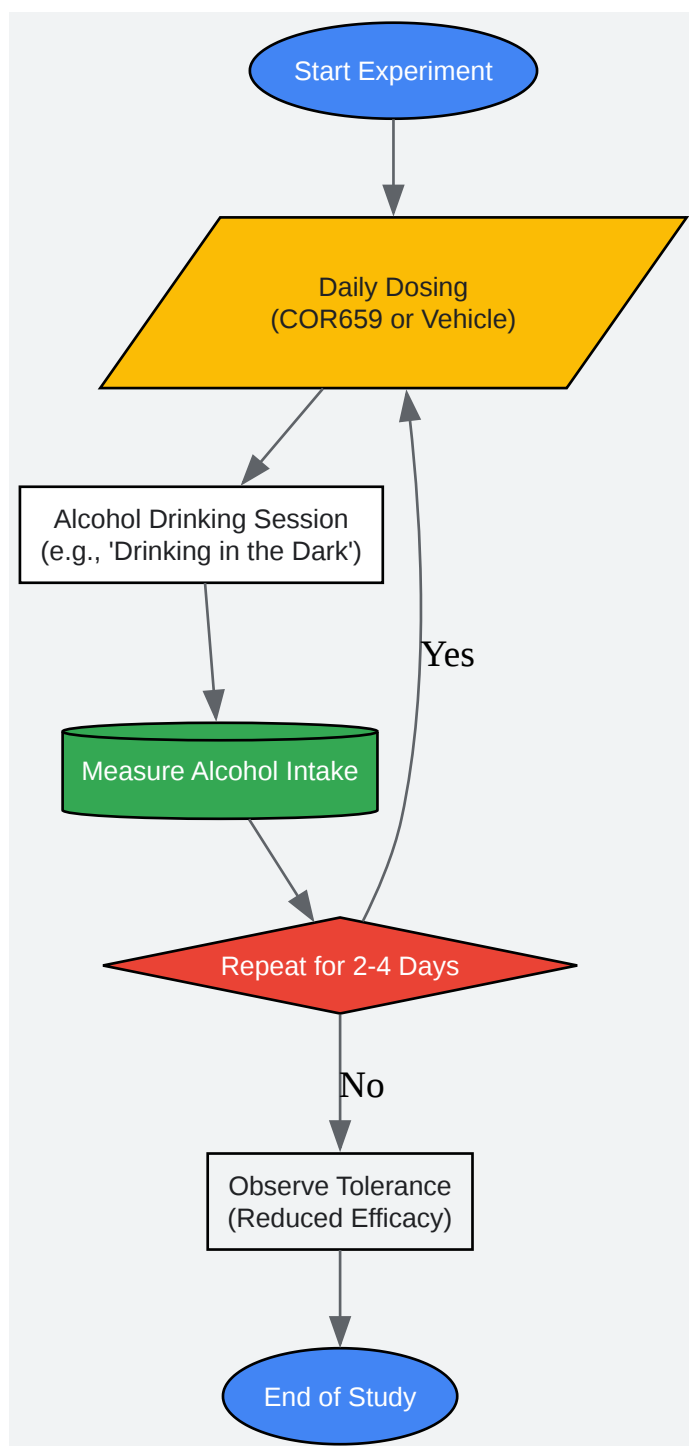 Start Experiment
Daily Dosing
(COR659 or Vehicle)
Alcohol Drinking Session
(e.g., 'Drinking in the Dark')
Yes
Measure Alcohol Intake
Repeat for 2-4 Days
No
Observe Tolerance
(Reduced Efficacy)
End of Study